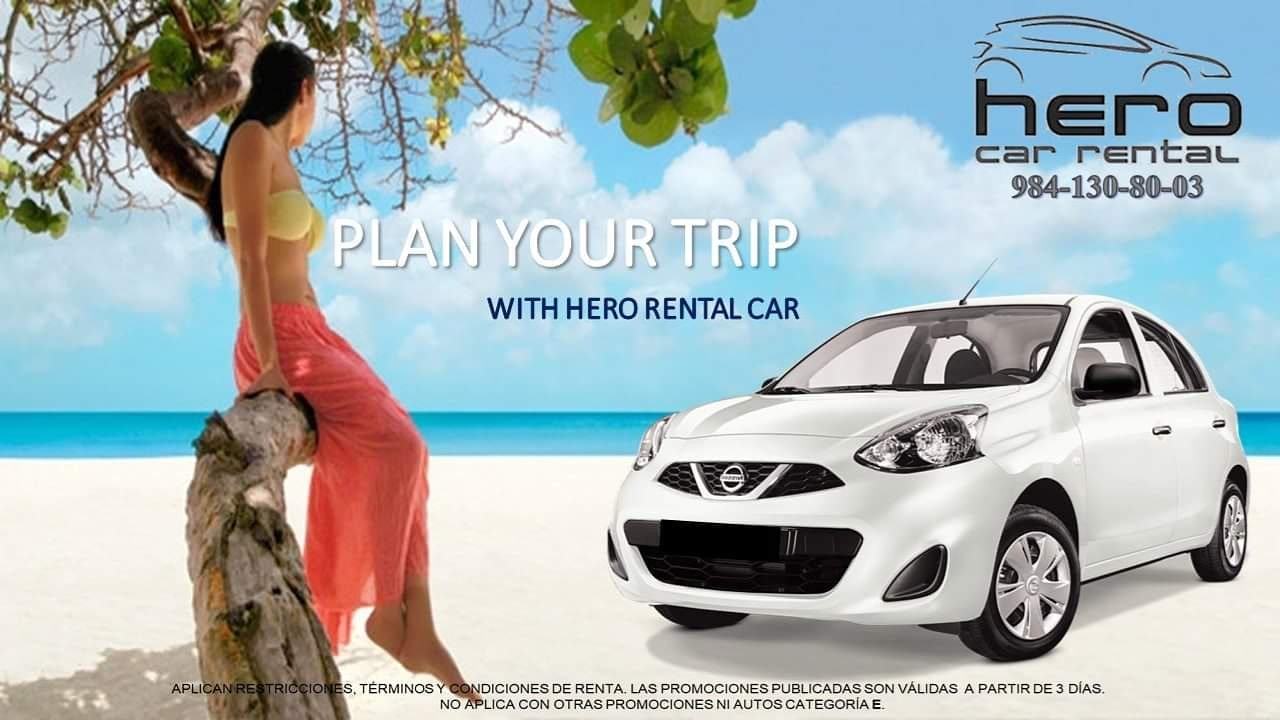 hero
car rental
984-130-80-03
PLAN YOUR TRIP
WITH HERO RENTAL CAR
APLICAN RESTRICCIONES, TÉRMINOS Y CONDICIONES DE RENTA. LAS PROMOCIONES PUBLICADAS SON VÁLIDAS A PARTIR DE 3 DÍAS.
NO APLICA CON OTRAS PROMOCIONES NI AUTOS CATEGORÍA E.